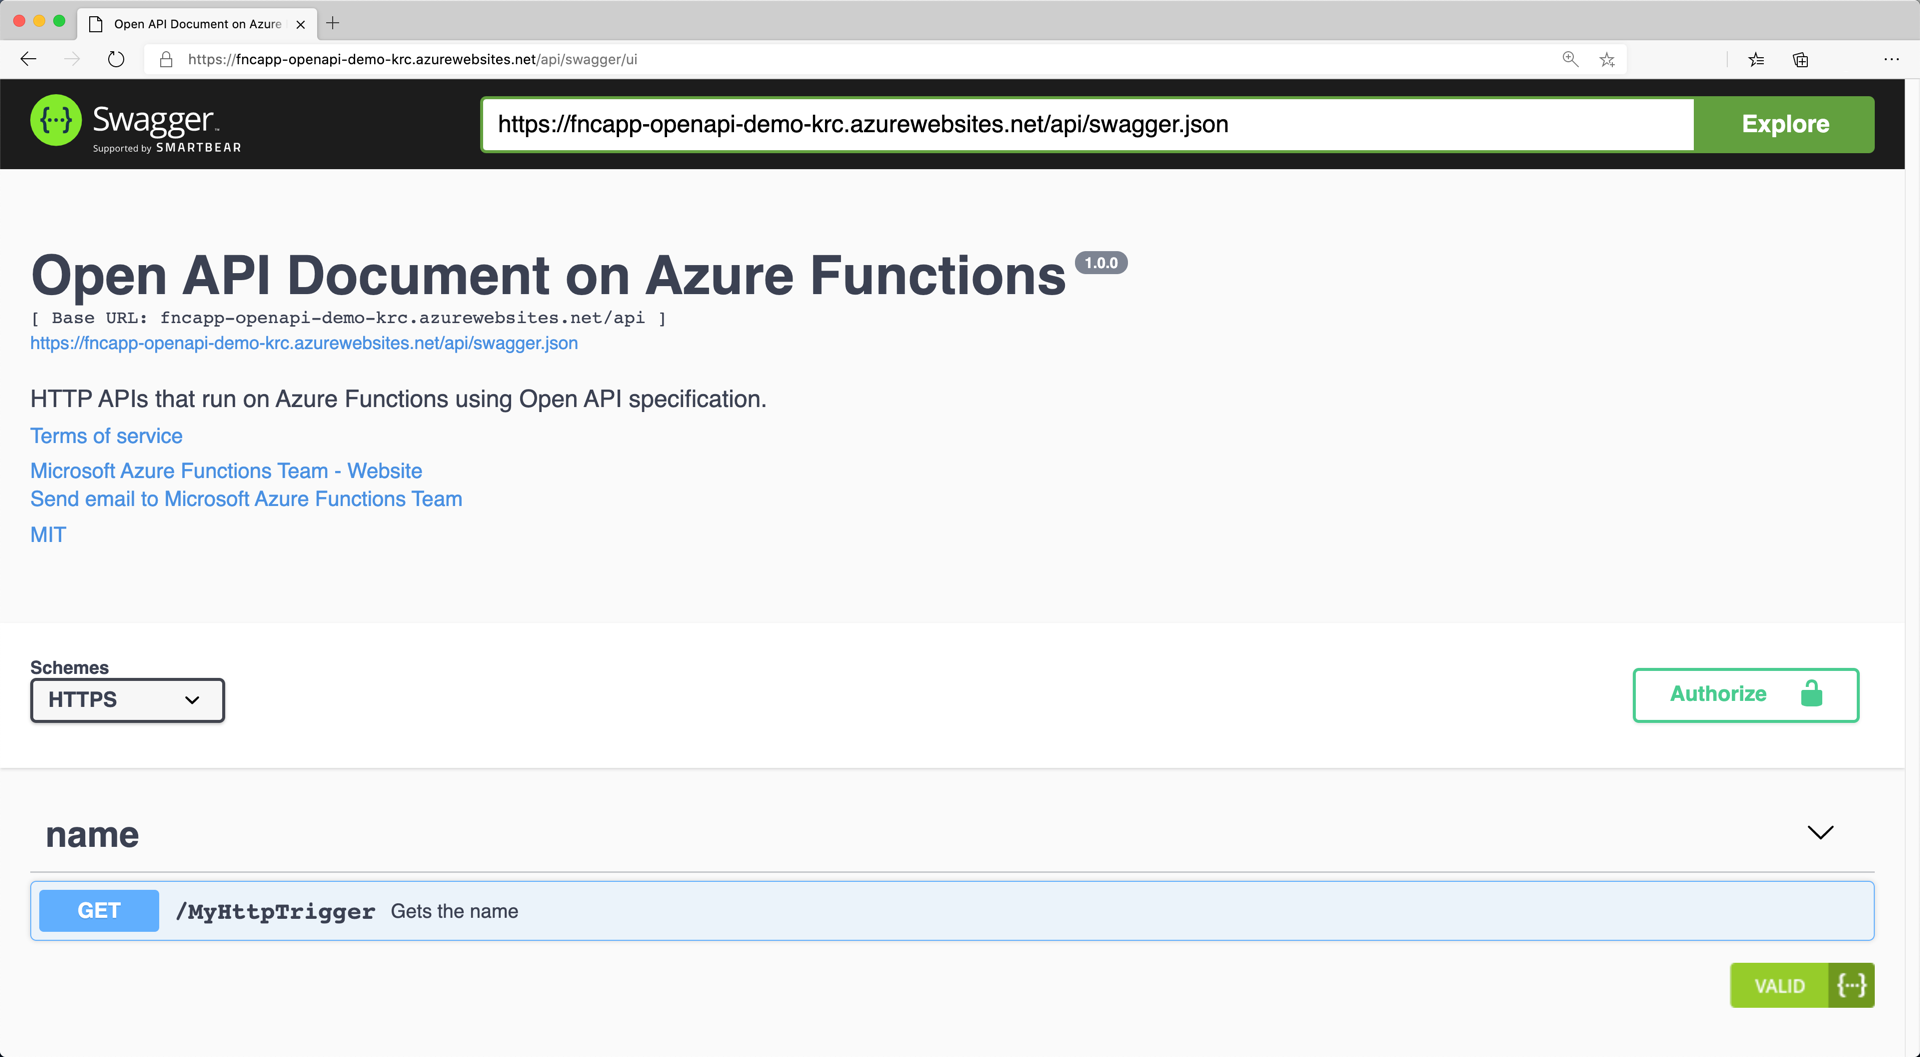 Open API Document on Azure
https://fncapp-openapi-demo-krc.azurewebsites.net/api/swagger/ui
{···} Swagger™
Supported by SMARTBEAR
https://fncapp-openapi-demo-krc.azurewebsites.net/api/swagger.json
Explore
Open API Document on Azure Functions 1.0.0
[ Base URL: fncapp-openapi-demo-krc.azurewebsites.net/api ]
https://fncapp-openapi-demo-krc.azurewebsites.net/api/swagger.json
HTTP APIs that run on Azure Functions using Open API specification.
Terms of service
Microsoft Azure Functions Team - Website
Send email to Microsoft Azure Functions Team
MIT
Schemes
HTTPS
Authorize
name
GET /MyHttpTrigger Gets the name
VALID {···}